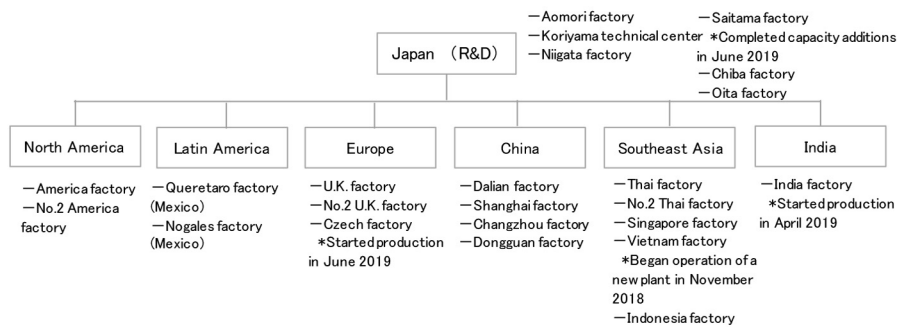 Japan （R&D）
—Aomori factory
—Koriyama technical center
—Niigata factory
—Saitama factory
*Completed capacity additions
in June 2019
—Chiba factory
—Oita factory
North America
—America factory
—No.2 America
factory
Latin America
—Queretaro factory
(Mexico)
—Nogales factory
(Mexico)
Europe
—U.K. factory
—No.2 U.K. factory
—Czech factory
*Started production
in June 2019
China
—Dalian factory
—Shanghai factory
—Changzhou factory
—Dongguan factory
Southeast Asia
—Thai factory
—No.2 Thai factory
—Singapore factory
—Vietnam factory
*Began operation of a
new plant in November
2018
—Indonesia factory
India
—India factory
*Started production
in April 2019